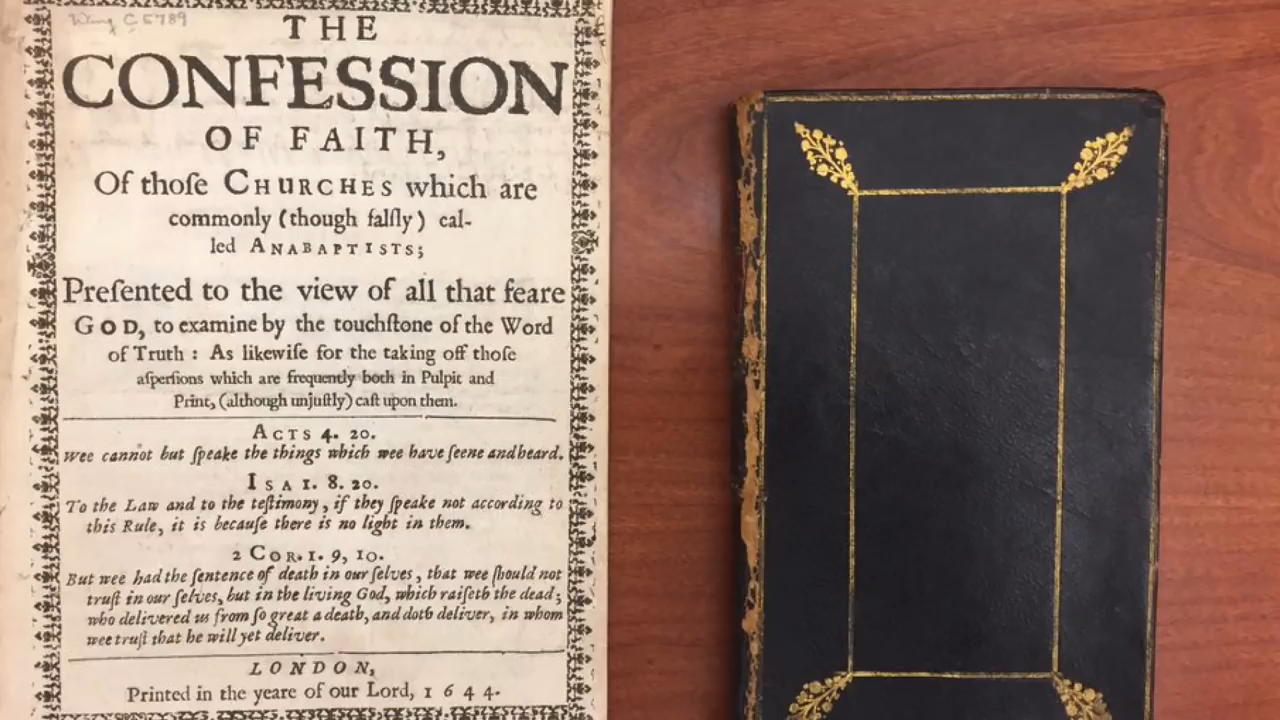 Wing C 5789
THE
CONFESSION
OF FAITH,
Of thoſe CHURCHES which are
commonly (though falſly) cal-
led ANABAPTISTS;
Preſented to the view of all that feare
GOD, to examine by the touchſtone of the Word
of Truth : As likewiſe for the taking off thoſe
aſperſions which are frequently both in Pulpit and
Print, (although unjuſtly) caſt upon them.
ACTS 4. 20.
Wee cannot but ſpeake the things which wee have ſeene and heard.
ISAI. 8. 20.
To the Law and to the teſtimony, if they ſpeake not according to
this Rule, it is becauſe there is no light in them.
2 COR. 1. 9, 10.
But wee had the ſentence of death in our ſelves, that wee ſhould not
truſt in our ſelves, but in the living God, which raiſeth the dead;
who delivered us from ſo great a death, and doth deliver, in whom
wee truſt that he will yet deliver.
LONDON,
Printed in the yeare of our Lord, 1644.